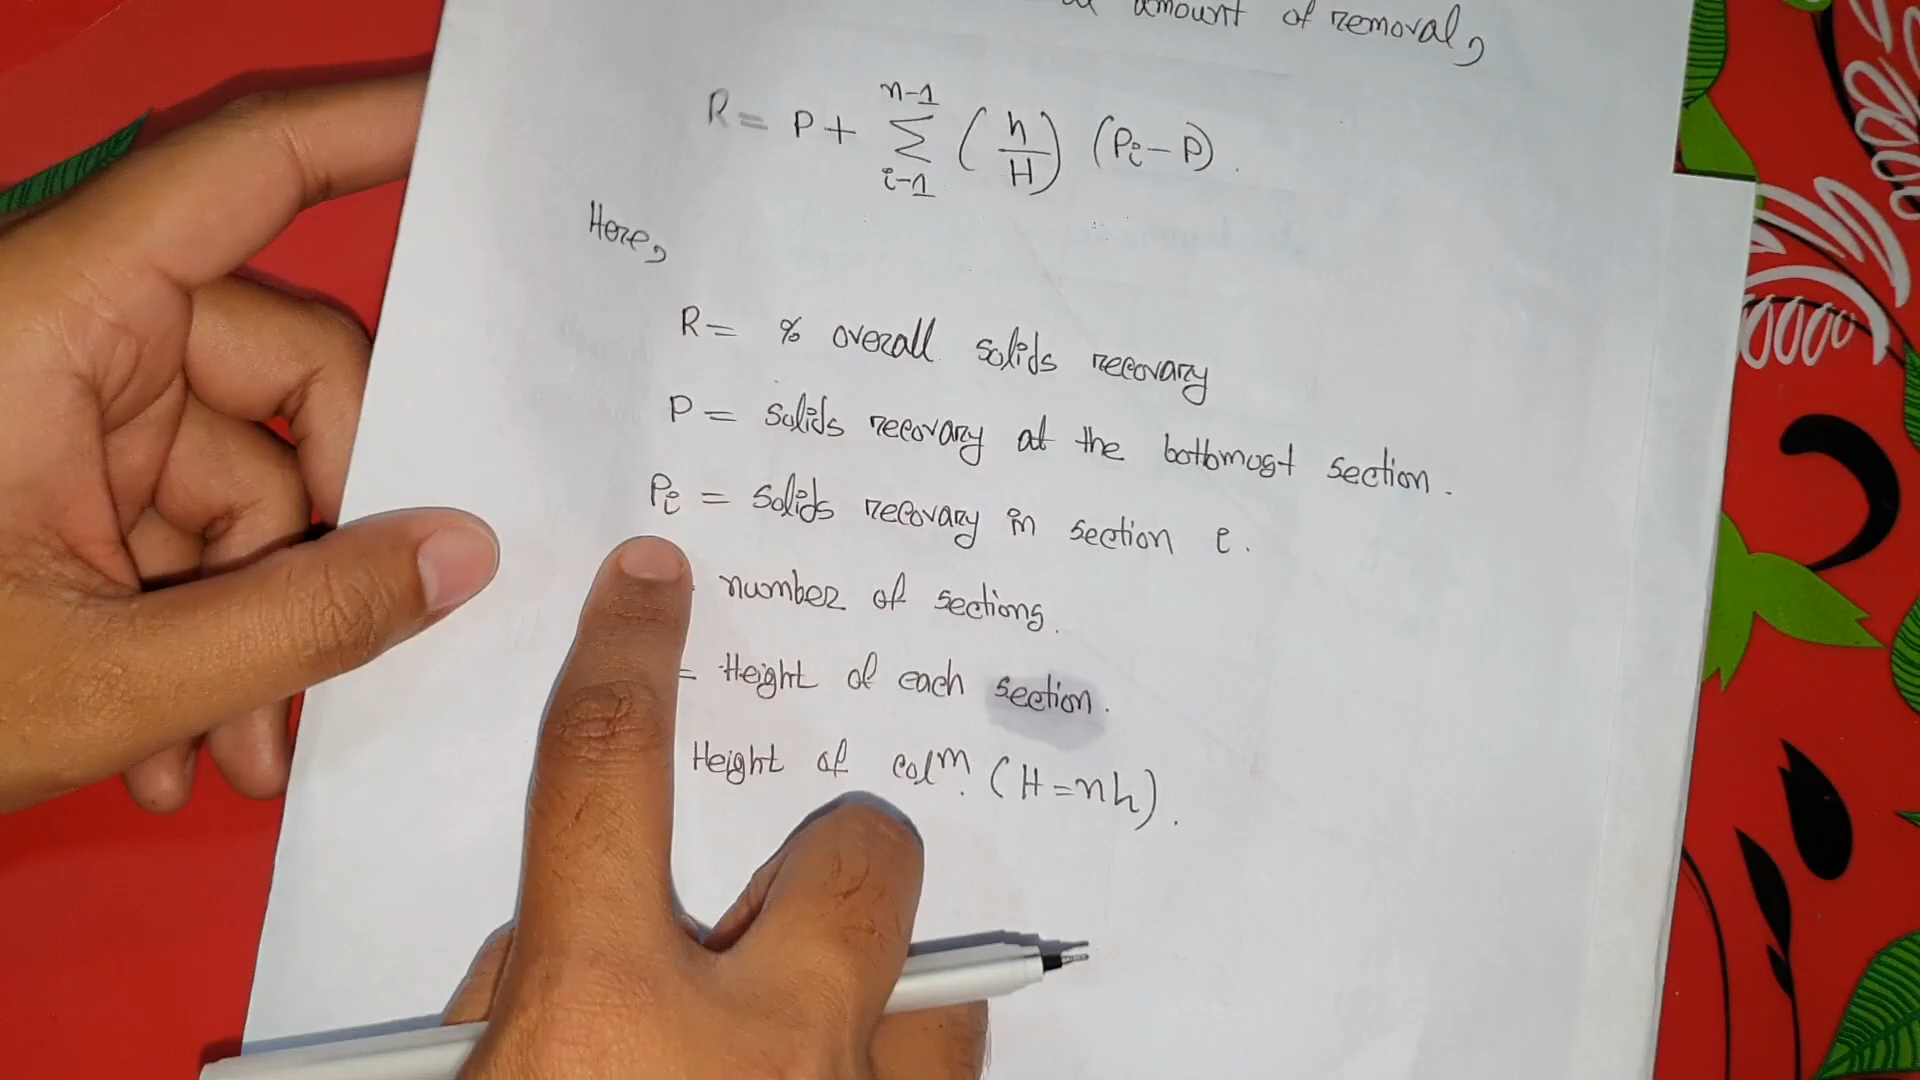 amount of removal,
n-1
R = P + Σ (h/H) (Pi - P).
i-1
Here,
R = % overall solids recovary
P = solids recovary at the bottomost section.
Pi = solids recovary in section i.
number of sections.
= Height of each section.
Height of colm. (H = nh).